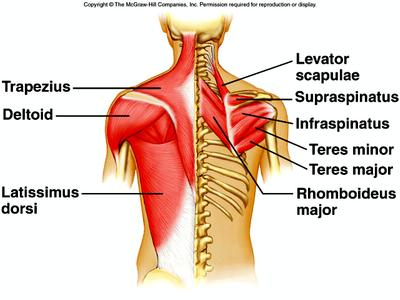 Copyright © The McGraw-Hill Companies, Inc. Permission required for reproduction or display.
Trapezius
Deltoid
Latissimus
dorsi
Levator
scapulae
Supraspinatus
Infraspinatus
Teres minor
Teres major
Rhomboideus
major